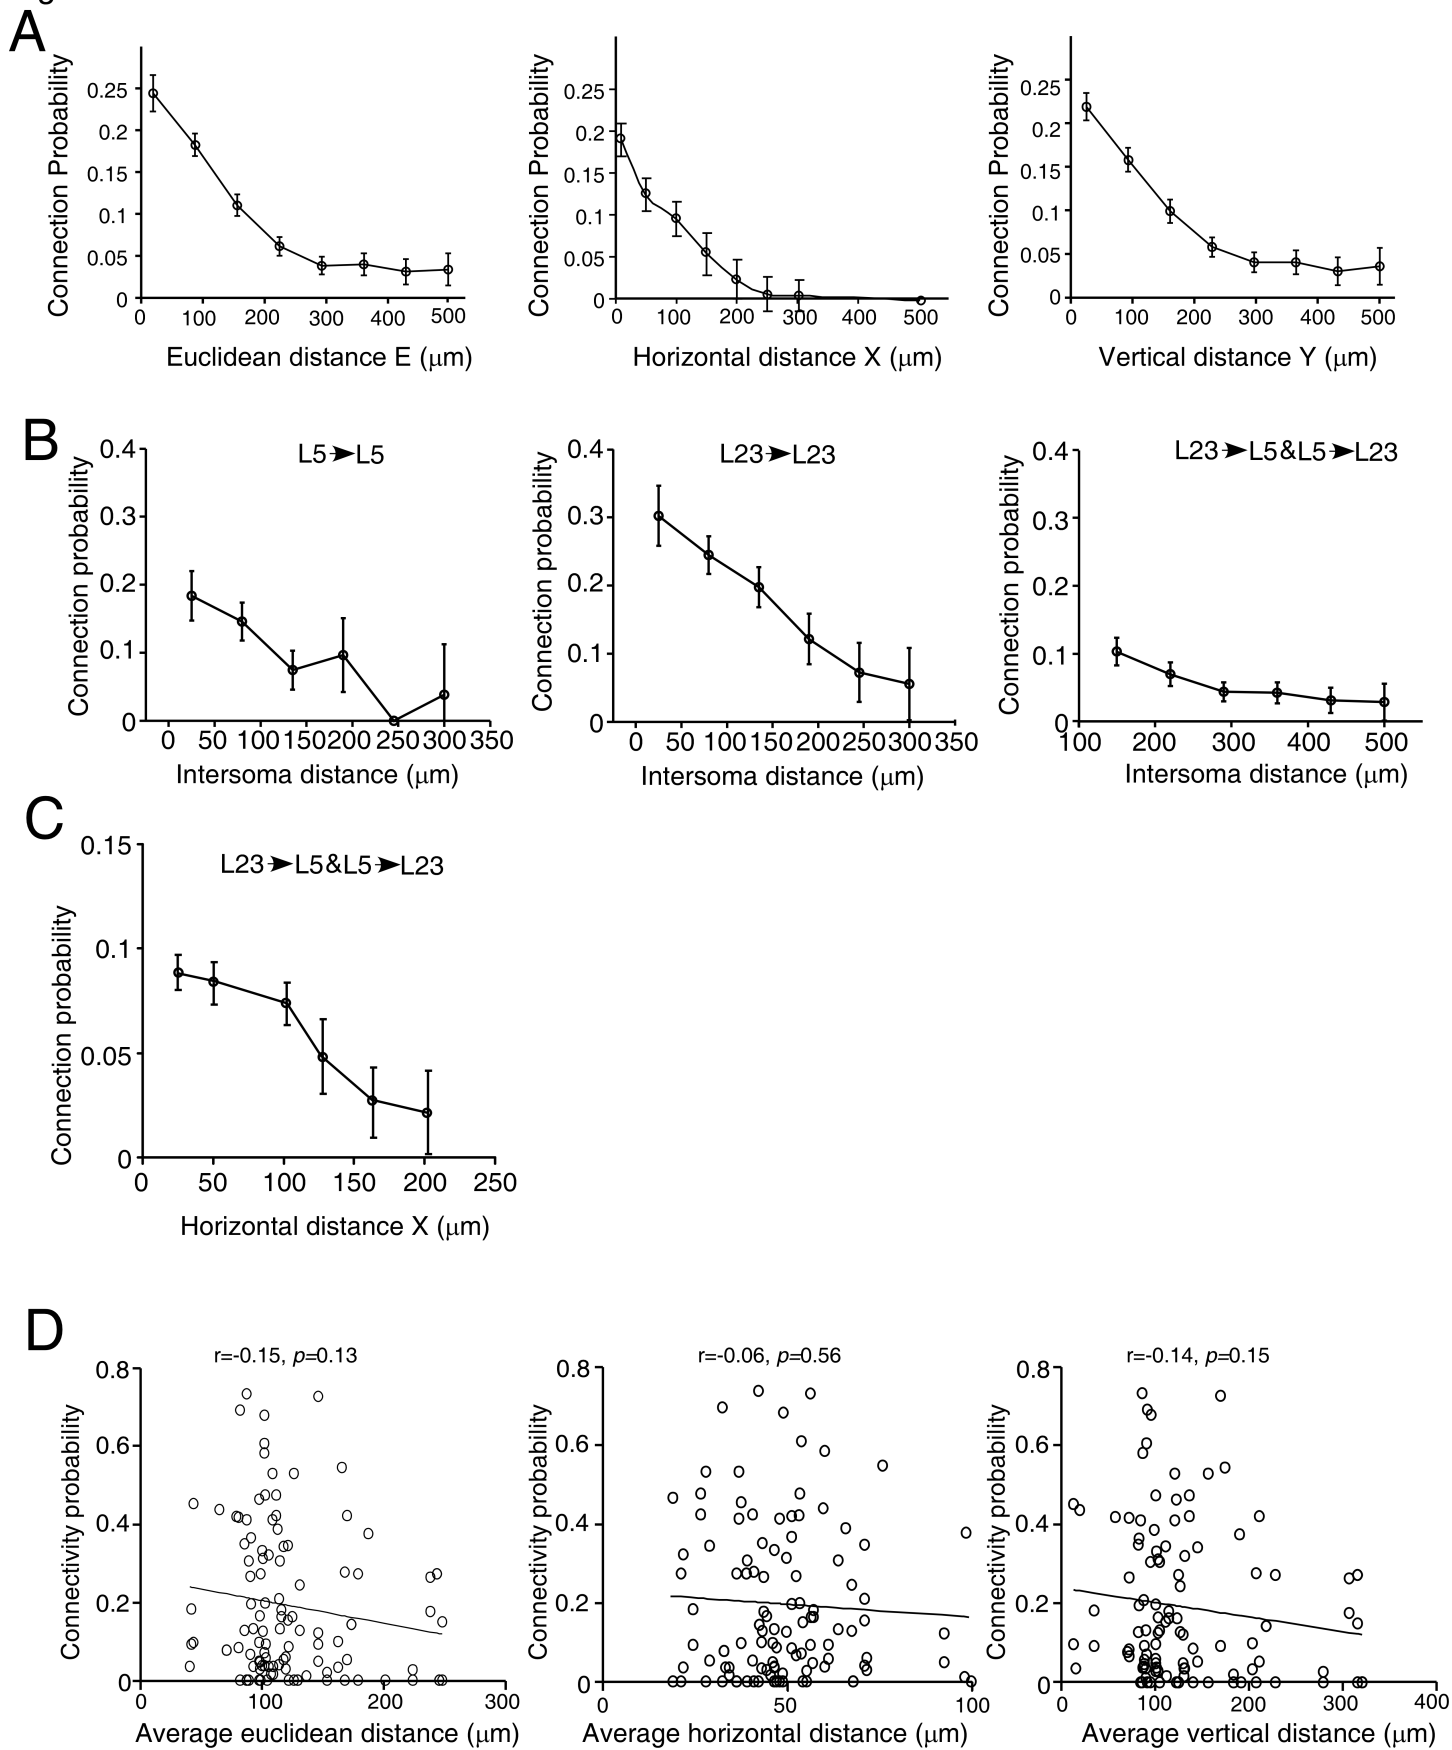 A
Connection Probability
0.25
0.2
0.15
0.1
0.05
0
0 100 200 300 400 500
Euclidean distance E (μm)
Connection Probability
0.25
0.2
0.15
0.1
0.05
0
0 100 200 300 400 500
Horizontal distance X (μm)
Connection Probability
0.25
0.2
0.15
0.1
0.05
0
0 100 200 300 400 500
Vertical distance Y (μm)
B
L5➤L5
Connection probability
0.4
0.3
0.2
0.1
0
0 50 100 150 200 250 300 350
Intersoma distance (μm)
L23➤L23
Connection probability
0.4
0.3
0.2
0.1
0
0 50 100 150 200 250 300 350
Intersoma distance (μm)
L23➤L5&L5➤L23
Connection probability
0.4
0.3
0.2
0.1
0
100 200 300 400 500
Intersoma distance (μm)
C
L23➤L5&L5➤L23
Connection probability
0.15
0.1
0.05
0
0 50 100 150 200 250
Horizontal distance X (μm)
D
r=-0.15, p=0.13
Connectivity probability
0.8
0.6
0.4
0.2
0
0 100 200 300
Average euclidean distance (μm)
r=-0.06, p=0.56
Connectivity probability
0.8
0.6
0.4
0.2
0
0 50 100
Average horizontal distance (μm)
r=-0.14, p=0.15
Connectivity probability
0.8
0.6
0.4
0.2
0
0 100 200 300 400
Average vertical distance (μm)